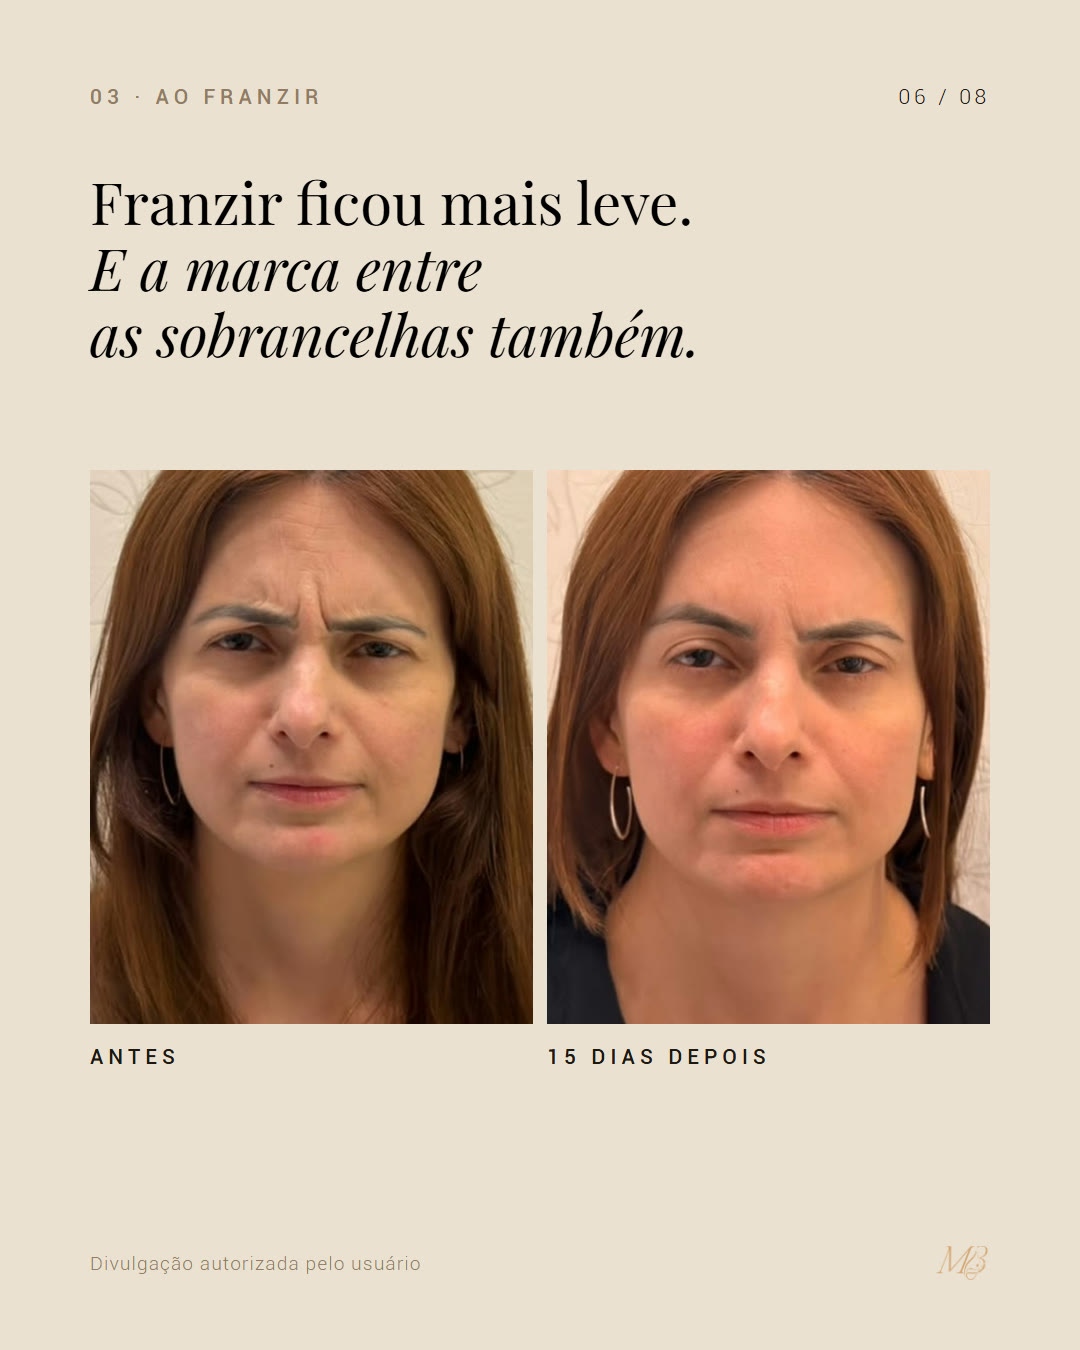 03 · AO FRANZIR
06 / 08
Franzir ficou mais leve.
E a marca entre
as sobrancelhas também.
ANTES
15 DIAS DEPOIS
Divulgação autorizada pelo usuário
MB